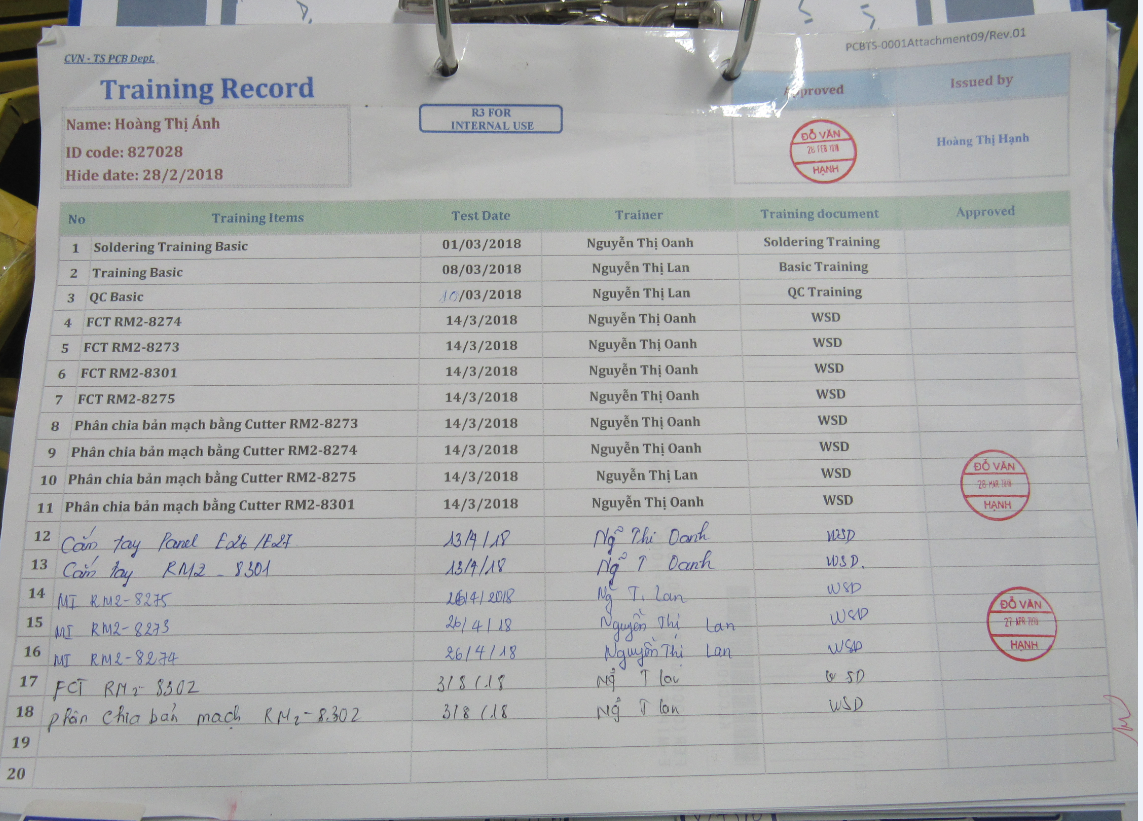 PCBTS-0001Attachment09/Rev.01
CVN - TS PCB Dept.
Training Record
R3 FOR
INTERNAL USE
Approved Issued by
Name: Hoàng Thị Ánh
ID code: 827028
Hide date: 28/2/2018
ĐỖ VĂN
HẠNH
Hoàng Thị Hạnh
No Training Items Test Date Trainer Training document Approved
1 Soldering Training Basic 01/03/2018 Nguyễn Thị Oanh Soldering Training
2 Training Basic 08/03/2018 Nguyễn Thị Lan Basic Training
3 QC Basic 10/03/2018 Nguyễn Thị Lan QC Training
4 FCT RM2-8274 14/3/2018 Nguyễn Thị Oanh WSD
5 FCT RM2-8273 14/3/2018 Nguyễn Thị Oanh WSD
6 FCT RM2-8301 14/3/2018 Nguyễn Thị Oanh WSD
7 FCT RM2-8275 14/3/2018 Nguyễn Thị Oanh WSD
8 Phân chia bản mạch bằng Cutter RM2-8273 14/3/2018 Nguyễn Thị Oanh WSD
9 Phân chia bản mạch bằng Cutter RM2-8274 14/3/2018 Nguyễn Thị Oanh WSD
10 Phân chia bản mạch bằng Cutter RM2-8275 14/3/2018 Nguyễn Thị Lan WSD
11 Phân chia bản mạch bằng Cutter RM2-8301 14/3/2018 Nguyễn Thị Oanh WSD
ĐỖ VĂN
28 MAR 2018
HẠNH
12 Cắm tay Panel E26/E27 13/4/18 Ng~ Thi Oanh WSD
13 Cắm tay RM2-8301 13/4/18 Ng~ T Oanh WSD.
14 MI RM2-8275 26/4/2018 Ng~ T. Lan WSD
15 MI RM2-8273 26/4/18 Nguyễn Thị Lan WSD
16 MI RM2-8274 26/4/18 Nguyễn Thị Lan WSD
ĐỖ VĂN
27 APR 2018
HẠNH
17 FCT RM2-8302 3/8/18 Ng~ T lan WSD
18 phân chia bản mạch RM2-8302 3/8/18 Ng~ T lan WSD
19
20